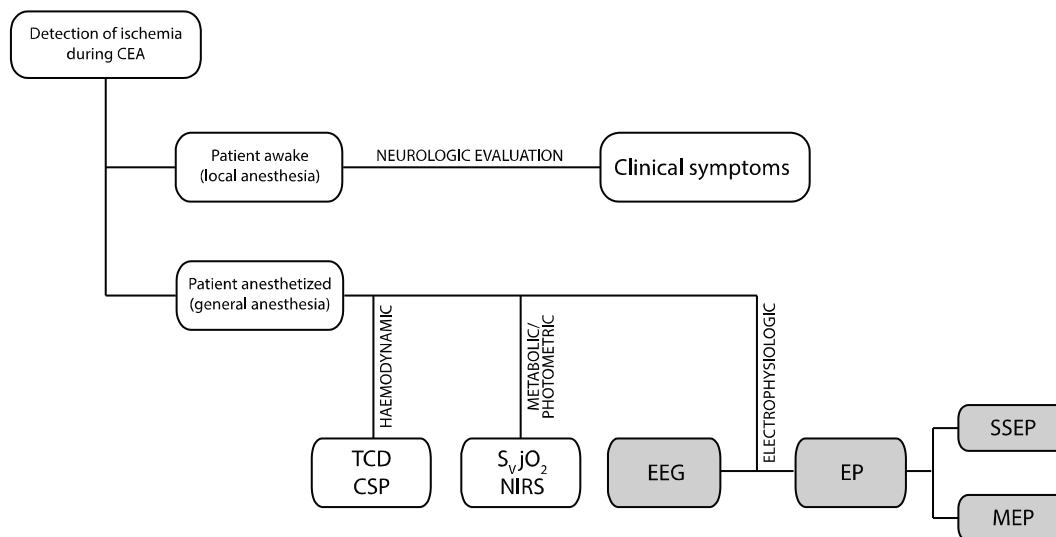 Detection of ischemia
during CEA
Patient awake
(local anesthesia)
NEUROLOGIC EVALUATION
Clinical symptoms
Patient anesthetized
(general anesthesia)
HAEMODYNAMIC
METABOLIC/
PHOTOMETRIC
ELECTROPHYSIOLOGIC
TCD
CSP
SᵥjO₂
NIRS
EEG
EP
SSEP
MEP